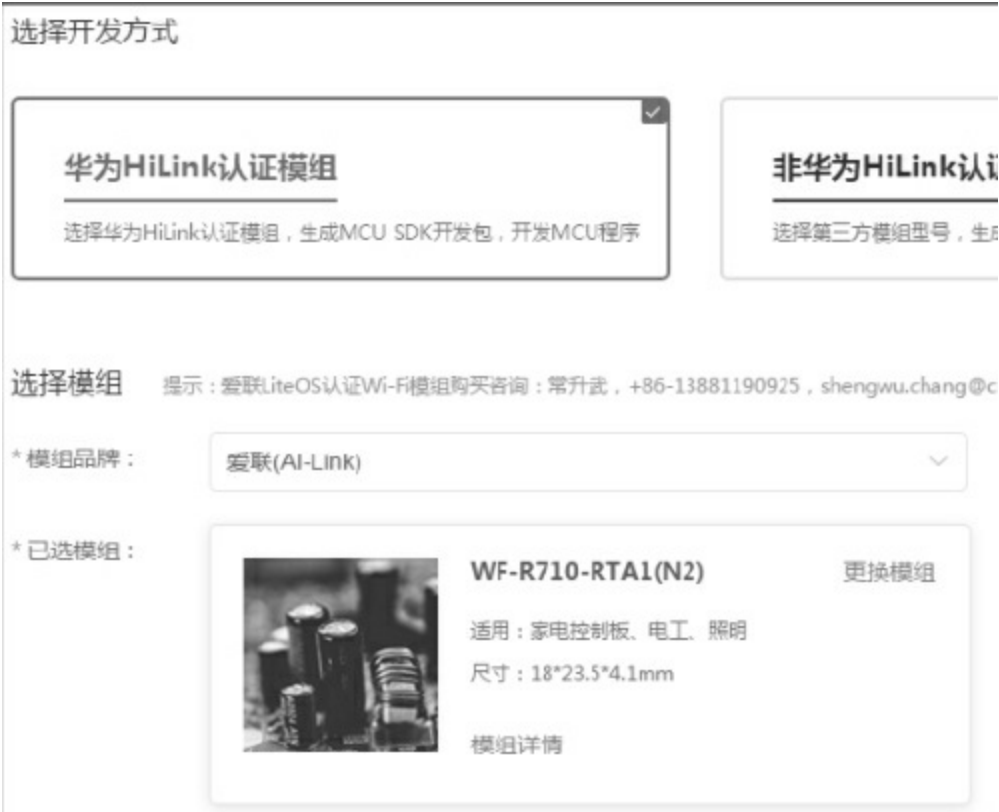 选择开发方式
华为HiLink认证模组
选择华为HiLink认证模组，生成MCU SDK开发包，开发MCU程序
非华为HiLink认证
选择第三方模组型号，生成
选择模组 提示：爱联LiteOS认证Wi-Fi模组购买咨询：常升武，+86-13881190925，shengwu.chang@c
*模组品牌： 爱联(AI-Link)
*已选模组：
WF-R710-RTA1(N2) 更换模组
适用：家电控制板、电工、照明
尺寸：18*23.5*4.1mm
模组详情